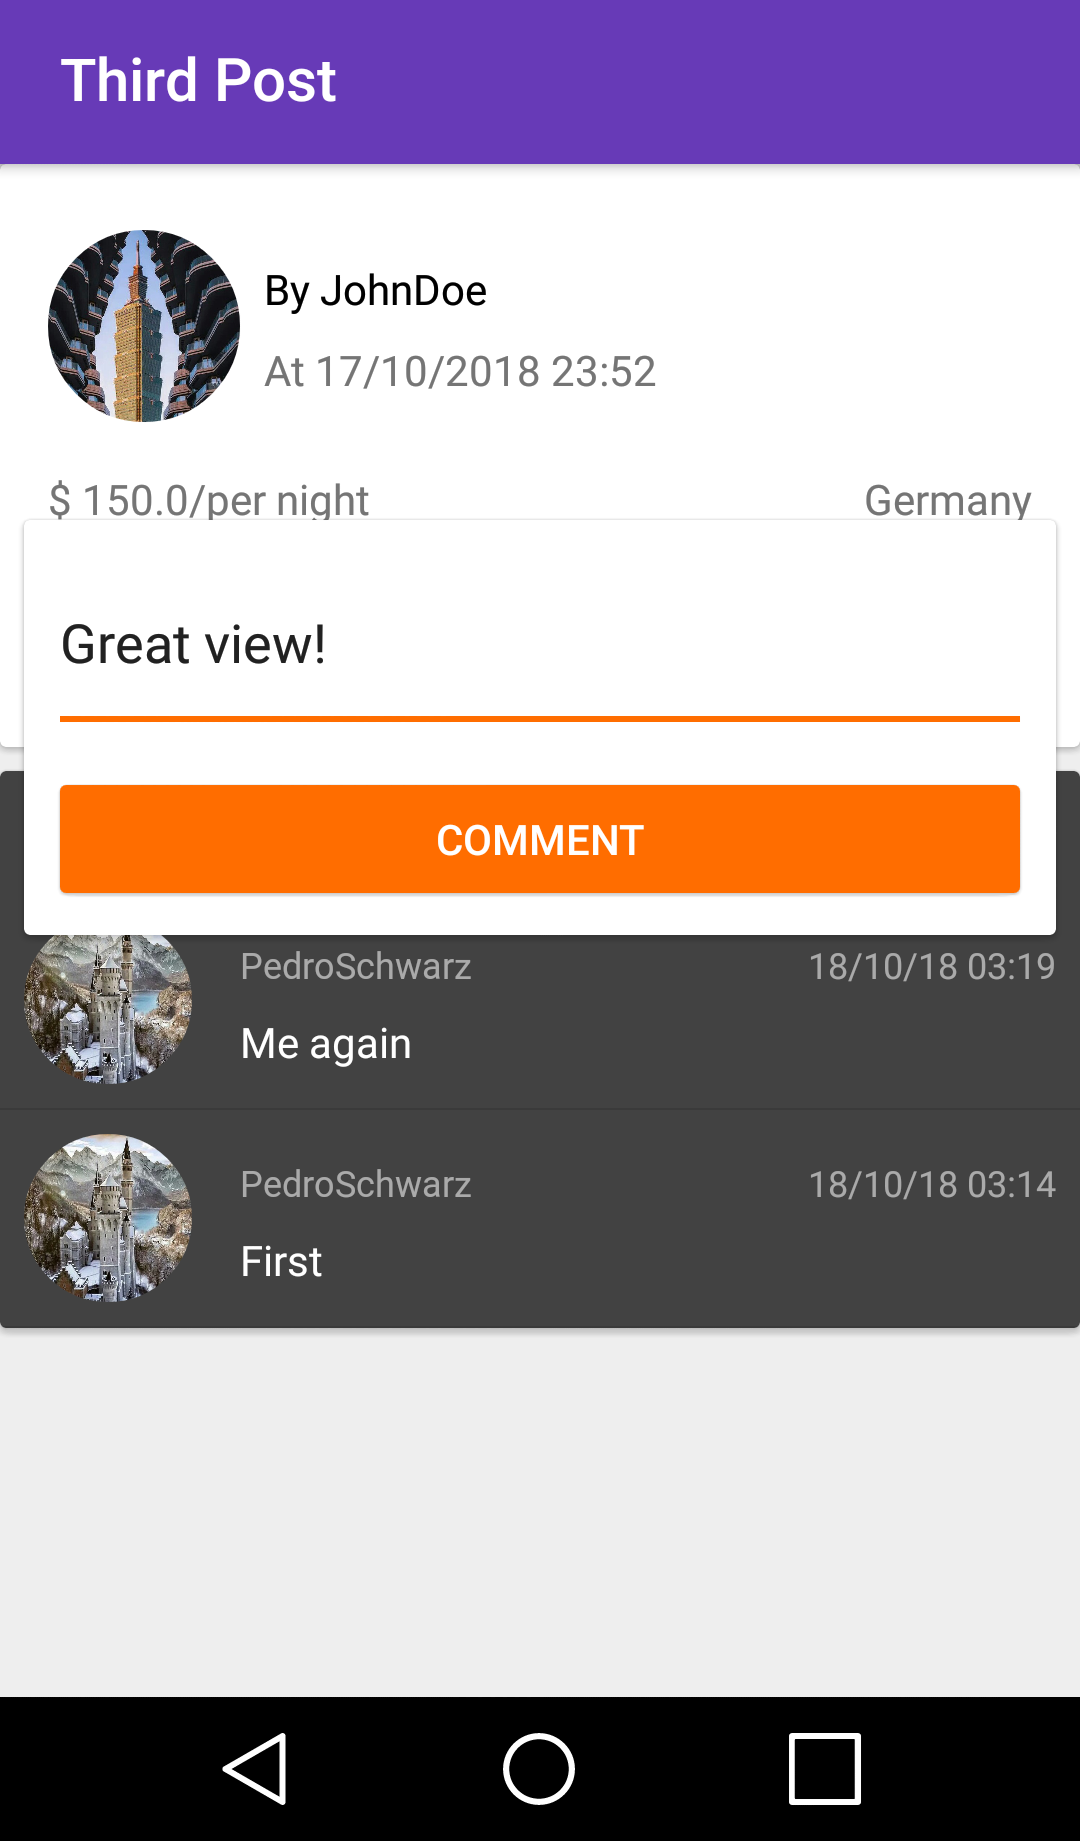 Third Post
By JohnDoe
At 17/10/2018 23:52
$ 150.0/per night
Germany
Great view!
COMMENT
PedroSchwarz
18/10/18 03:19
Me again
PedroSchwarz
18/10/18 03:14
First